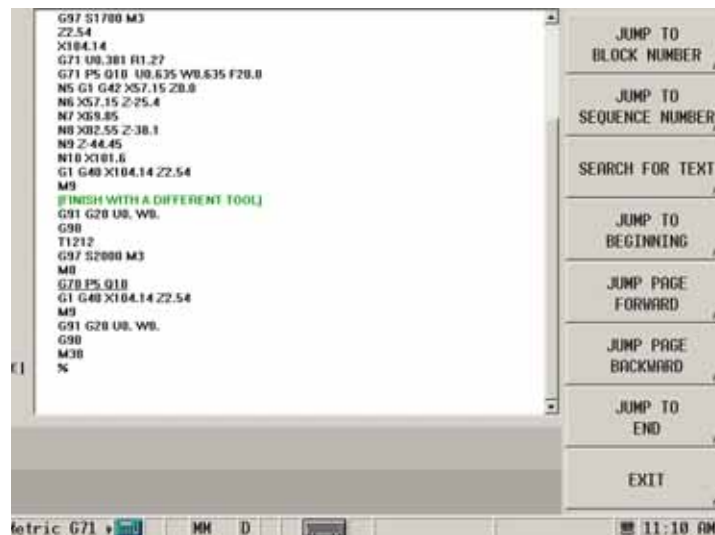 G97 S1700 M3
Z2.54
X104.14
G71 U0.381 R1.27
G71 P5 Q10 U0.635 W0.635 F20.0
N5 G1 G42 X57.15 Z0.0
N6 X57.15 Z-25.4
N7 X69.85
N8 X82.55 Z-38.1
N9 Z-44.45
N10 X101.6
G1 G40 X104.14 Z2.54
M9
(FINISH WITH A DIFFERENT TOOL)
G91 G28 U0. W0.
G90
T1212
G97 S2000 M3
M8
G70 P5 Q10
G1 G40 X104.14 Z2.54
M9
G91 G28 U0. W0.
G90
M30
%
JUMP TO
BLOCK NUMBER
JUMP TO
SEQUENCE NUMBER
SEARCH FOR TEXT
JUMP TO
BEGINNING
JUMP PAGE
FORWARD
JUMP PAGE
BACKWARD
JUMP TO
END
EXIT
Metric G71 MM D 11:10 AM